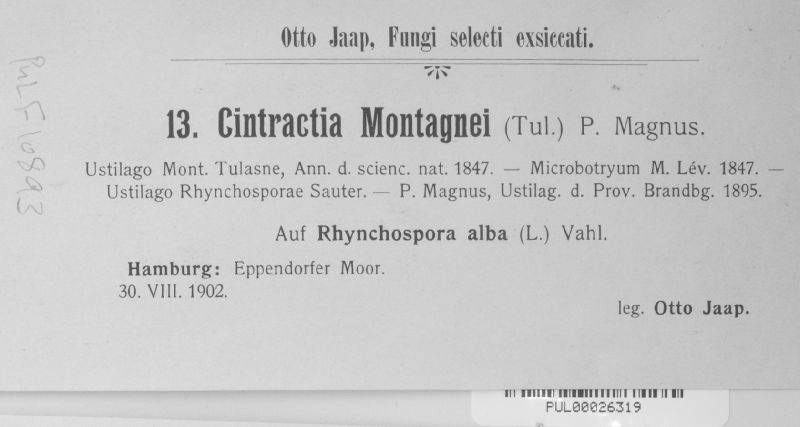 Otto Jaap, Fungi selecti exsiccati.
13. Cintractia Montagnei (Tul.) P. Magnus.
Ustilago Mont. Tulasne, Ann. d. scienc. nat. 1847. — Microbotryum M. Lév. 1847. —
Ustilago Rhynchosporae Sauter. — P. Magnus, Ustilag. d. Prov. Brandbg. 1895.
Auf Rhynchospora alba (L.) Vahl.
Hamburg: Eppendorfer Moor.
30. VIII. 1902.
leg. Otto Jaap.
PUL F10893
PUL00026319